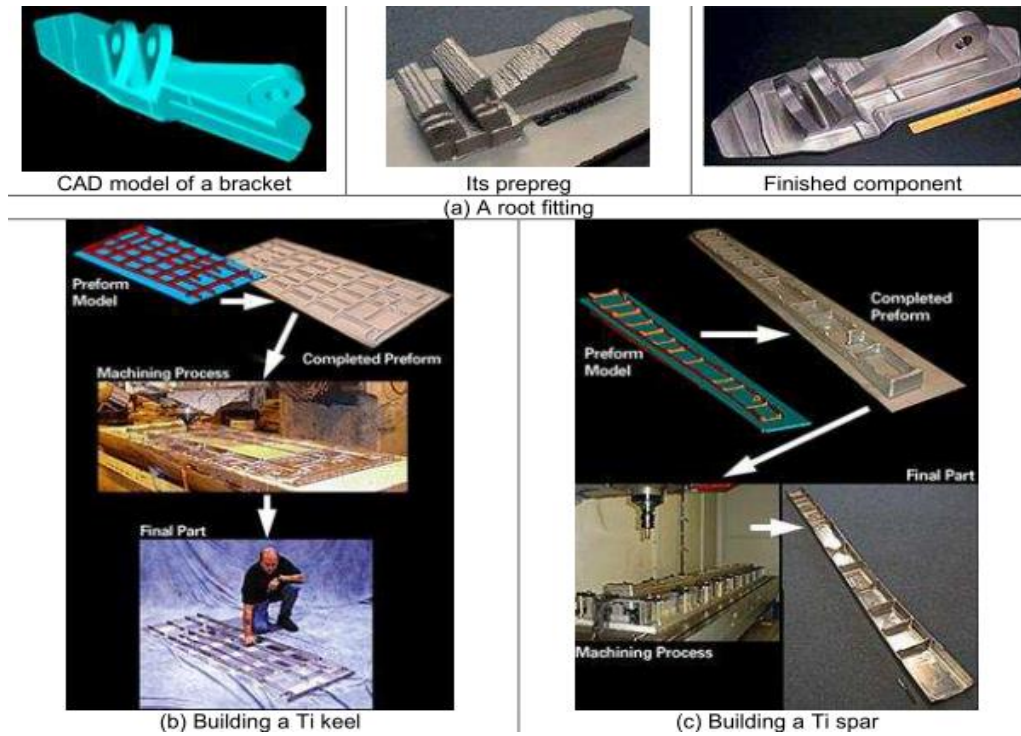 CAD model of a bracket
Its prepreg
Finished component
(a) A root fitting
Preform
Model
Completed Preform
Machining Process
Final Part
(b) Building a Ti keel
Completed
Preform
Preform
Model
Final Part
Machining Process
(c) Building a Ti spar